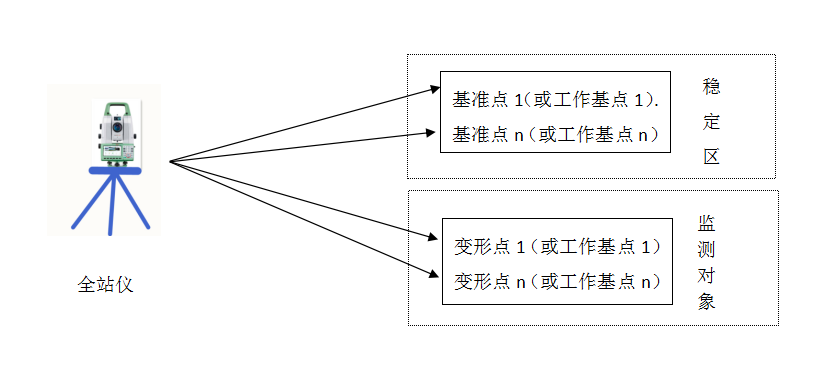 基准点 1（或工作基点 1）.
基准点 n（或工作基点 n）
稳
定
区
变形点 1（或工作基点 1）
变形点 n（或工作基点 n）
监
测
对
象
全站仪